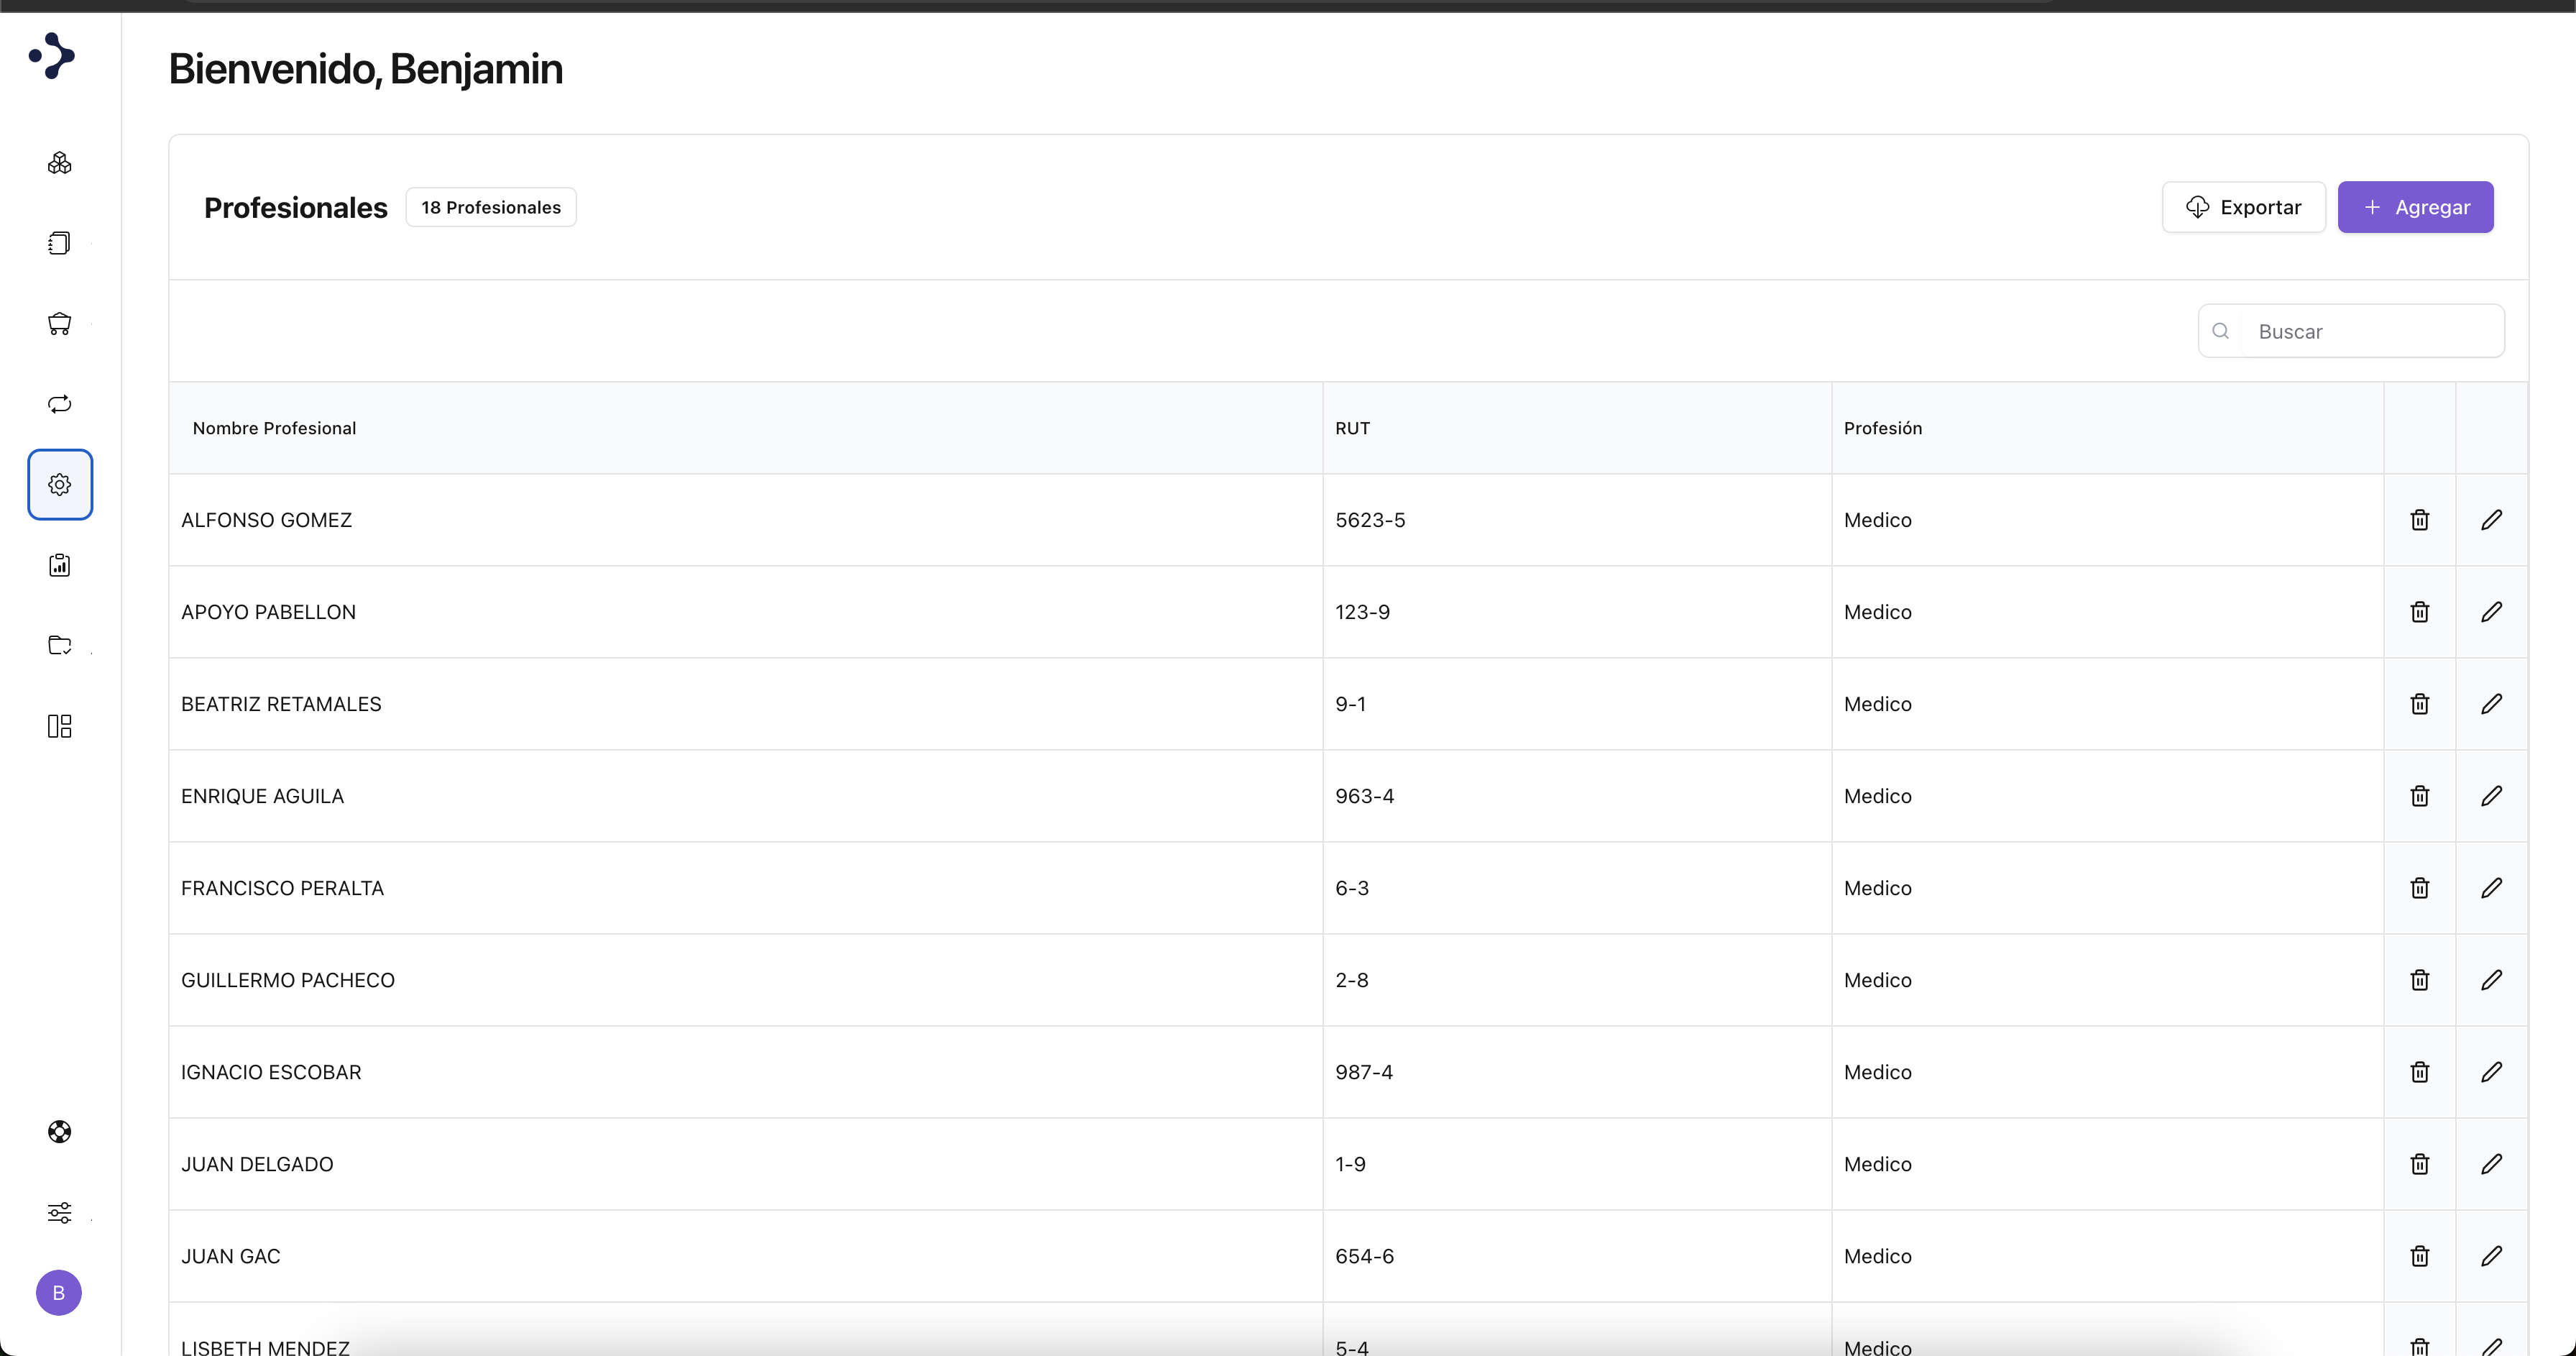 Bienvenido, Benjamin
Profesionales 18 Profesionales Exportar + Agregar
Buscar
Nombre Profesional RUT Profesión
ALFONSO GOMEZ 5623-5 Medico
APOYO PABELLON 123-9 Medico
BEATRIZ RETAMALES 9-1 Medico
ENRIQUE AGUILA 963-4 Medico
FRANCISCO PERALTA 6-3 Medico
GUILLERMO PACHECO 2-8 Medico
IGNACIO ESCOBAR 987-4 Medico
JUAN DELGADO 1-9 Medico
JUAN GAC 654-6 Medico
LISBETH MENDEZ 5-4 Medico
B